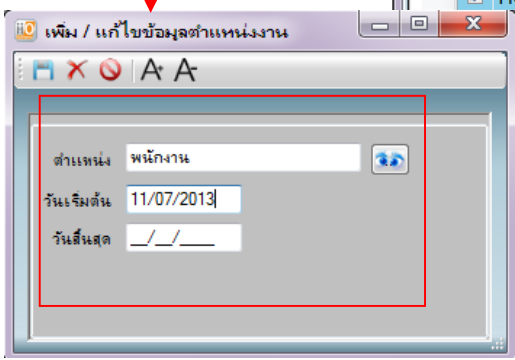 เพิ่ม / แก้ไขข้อมูลตำแหน่งงาน
A+ A-
ตำแหน่ง พนักงาน
วันเริ่มต้น 11/07/2013
วันสิ้นสุด __/__/____